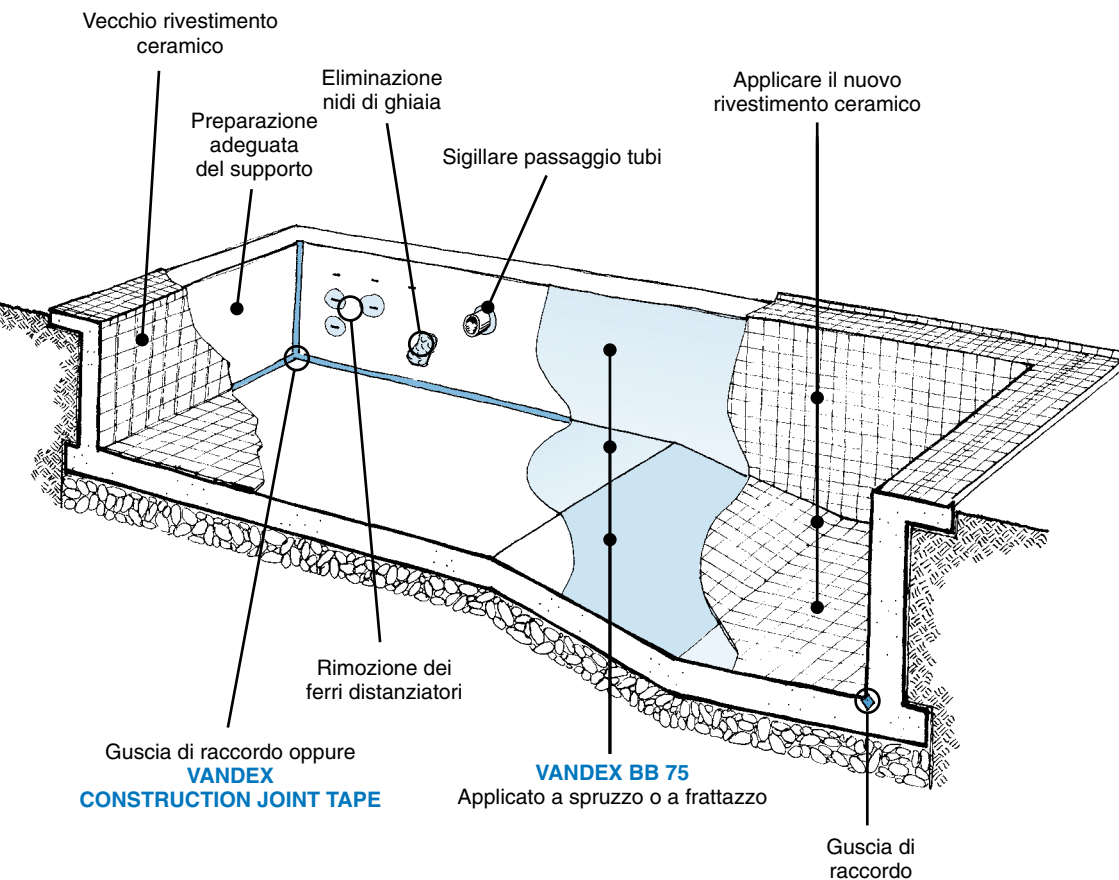 Vecchio rivestimento
ceramico
Eliminazione
nidi di ghiaia
Applicare il nuovo
rivestimento ceramico
Preparazione
adeguata
del supporto
Sigillare passaggio tubi
Rimozione dei
ferri distanziatori
Guscia di raccordo oppure
VANDEX
CONSTRUCTION JOINT TAPE
VANDEX BB 75
Applicato a spruzzo o a frattazzo
Guscia di
raccordo